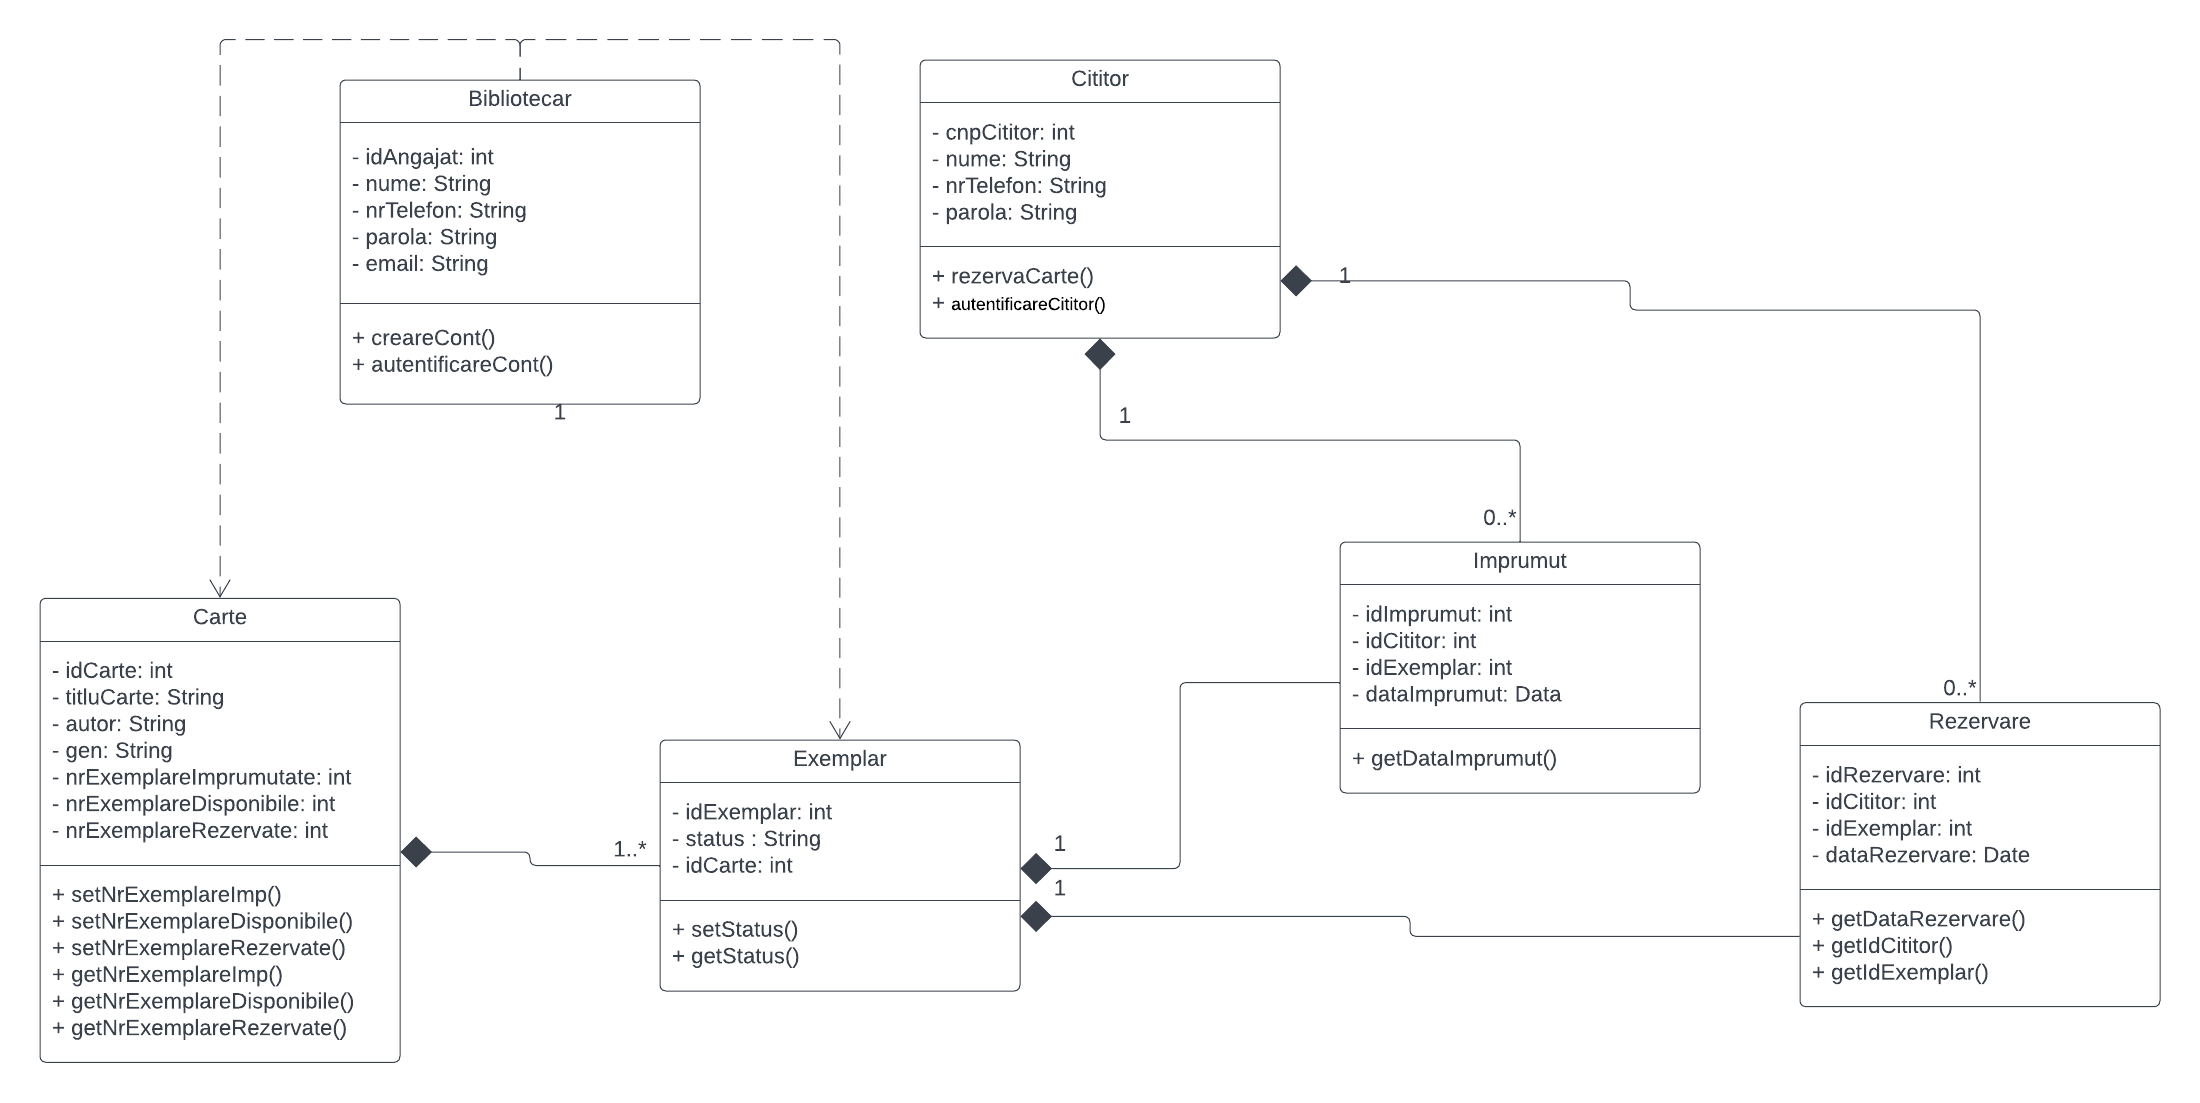 Bibliotecar
- idAngajat: int
- nume: String
- nrTelefon: String
- parola: String
- email: String
+ creareCont()
+ autentificareCont()
1
Cititor
- cnpCititor: int
- nume: String
- nrTelefon: String
- parola: String
+ rezervaCarte()
+ autentificareCititor()
1
1
0..*
0..*
Imprumut
- idImprumut: int
- idCititor: int
- idExemplar: int
- dataImprumut: Data
+ getDataImprumut()
Carte
- idCarte: int
- titluCarte: String
- autor: String
- gen: String
- nrExemplareImprumutate: int
- nrExemplareDisponibile: int
- nrExemplareRezervate: int
+ setNrExemplareImp()
+ setNrExemplareDisponibile()
+ setNrExemplareRezervate()
+ getNrExemplareImp()
+ getNrExemplareDisponibile()
+ getNrExemplareRezervate()
1..*
Exemplar
- idExemplar: int
- status : String
- idCarte: int
+ setStatus()
+ getStatus()
1
1
Rezervare
- idRezervare: int
- idCititor: int
- idExemplar: int
- dataRezervare: Date
+ getDataRezervare()
+ getIdCititor()
+ getIdExemplar()